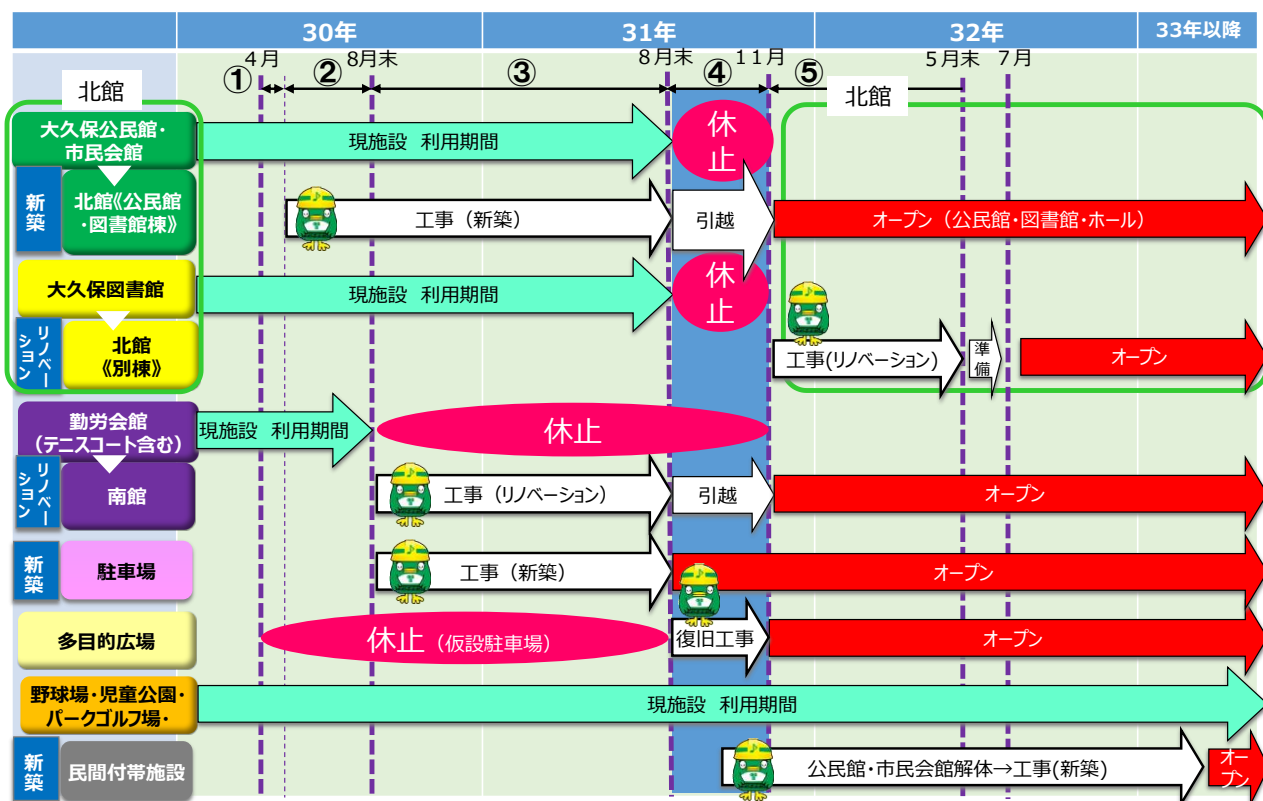 30年 31年 32年 33年以降
4月 8月末 8月末 11月 5月末 7月
① ② ③ ④ ⑤
北館 北館
大久保公民館・
市民会館
現施設 利用期間
休
止
新
築
北館《公民館
・図書館棟》
工事（新築）
引越
オープン（公民館・図書館・ホール）
大久保図書館
現施設 利用期間
休
止
リノベー
ション
北館
《別棟》
工事(リノベーション)
準
備
オープン
勤労会館
(テニスコート含む)
現施設 利用期間
休止
リノベー
ション
南館
工事（リノベーション）
引越
オープン
新
築
駐車場
工事（新築）
オープン
多目的広場
休止（仮設駐車場）
復旧工事
オープン
野球場・児童公園・
パークゴルフ場・
現施設 利用期間
新
築
民間付帯施設
公民館・市民会館解体→工事(新築)
オー
プン